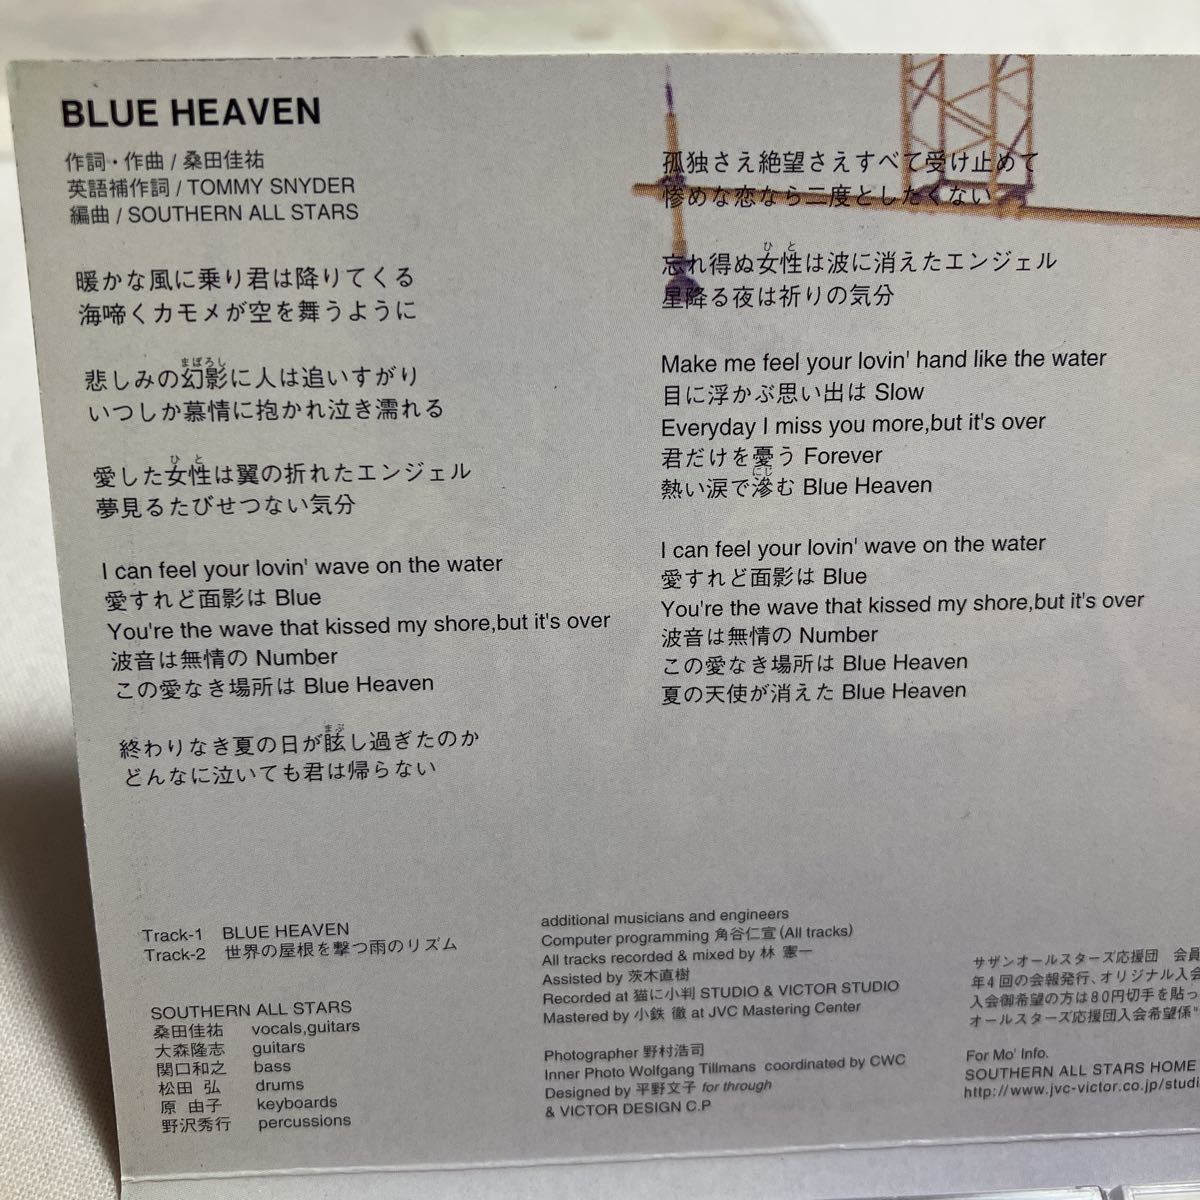 BLUE HEAVEN
作詞・作曲 / 桑田佳祐
英語補作詞 / TOMMY SNYDER
編曲 / SOUTHERN ALL STARS
暖かな風に乗り君は降りてくる
海啼くカモメが空を舞うように
まぼろし
悲しみの幻影に人は追いすがり
いつしか慕情に抱かれ泣き濡れる
ひと
愛した女性は翼の折れたエンジェル
夢見るたびせつない気分
I can feel your lovin' wave on the water
愛すれど面影は Blue
You're the wave that kissed my shore,but it's over
波音は無情の Number
この愛なき場所は Blue Heaven
まぶ
終わりなき夏の日が眩し過ぎたのか
どんなに泣いても君は帰らない
孤独さえ絶望さえすべて受け止めて
惨めな恋なら二度としたくない
ひと
忘れ得ぬ女性は波に消えたエンジェル
星降る夜は祈りの気分
Make me feel your lovin' hand like the water
目に浮かぶ思い出は Slow
Everyday I miss you more,but it's over
君だけを憂う Forever
にじ
熱い涙で滲む Blue Heaven
I can feel your lovin' wave on the water
愛すれど面影は Blue
You're the wave that kissed my shore,but it's over
波音は無情の Number
この愛なき場所は Blue Heaven
夏の天使が消えた Blue Heaven
Track-1 BLUE HEAVEN
Track-2 世界の屋根を撃つ雨のリズム
SOUTHERN ALL STARS
桑田佳祐 vocals,guitars
大森隆志 guitars
関口和之 bass
松田 弘 drums
原 由子 keyboards
野沢秀行 percussions
additional musicians and engineers
Computer programming 角谷仁宣 (All tracks)
All tracks recorded & mixed by 林 憲一
Assisted by 茨木直樹
Recorded at 猫に小判 STUDIO & VICTOR STUDIO
Mastered by 小鉄 徹 at JVC Mastering Center
Photographer 野村浩司
Inner Photo Wolfgang Tillmans coordinated by CWC
Designed by 平野文子 for through
& VICTOR DESIGN C.P
サザンオールスターズ応援団 会員
年4回の会報発行、オリジナル入会
入会御希望の方は80円切手を貼っ
オールスターズ応援団入会希望係"
For Mo' Info.
SOUTHERN ALL STARS HOME
http://www.jvc-victor.co.jp/studi